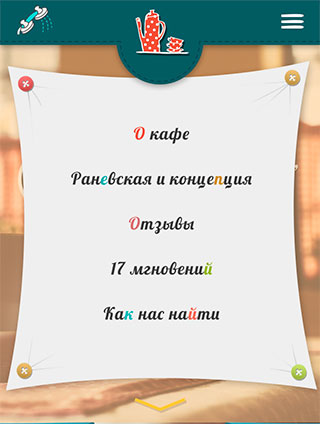 О кафе
Раневская и концепция
Отзывы
17 мгновений
Как нас найти